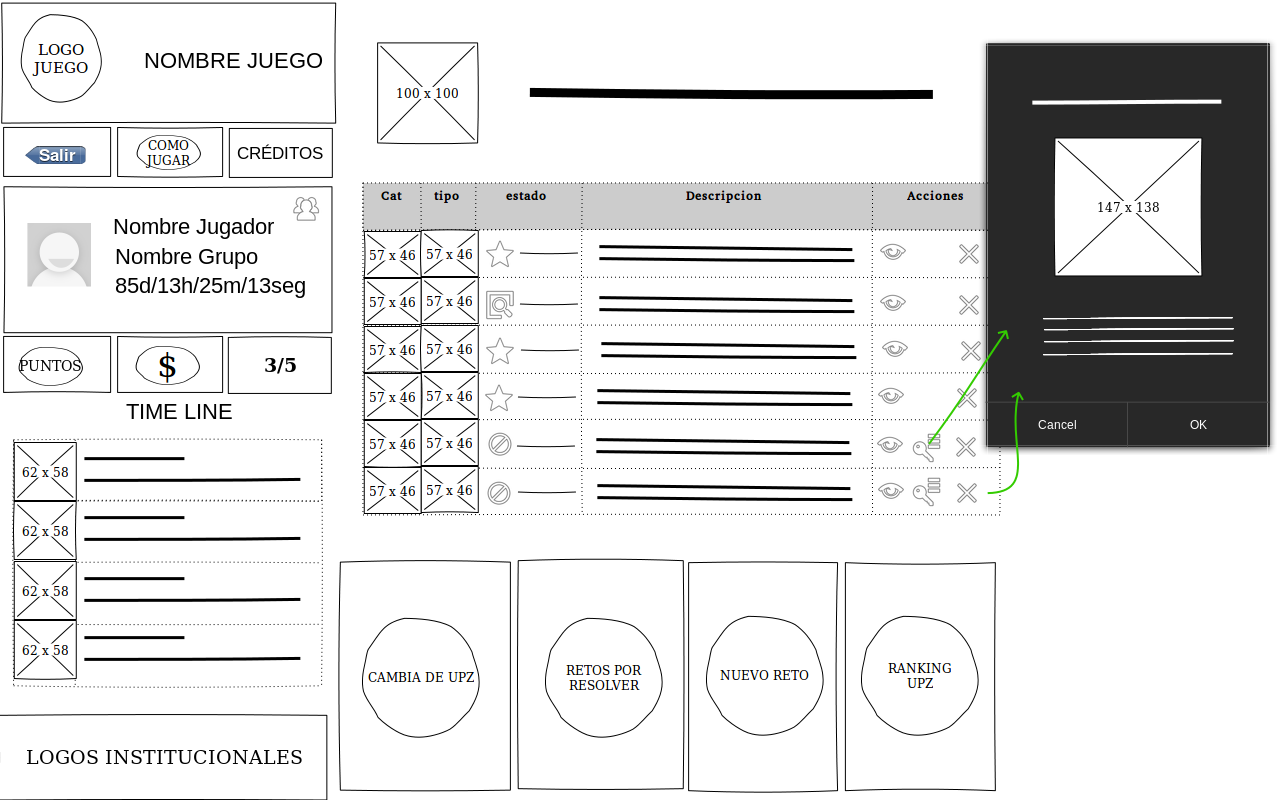 LOGO
JUEGO
NOMBRE JUEGO
Salir
COMO
JUGAR
CRÉDITOS
Nombre Jugador
Nombre Grupo
85d/13h/25m/13seg
PUNTOS
$
3/5
TIME LINE
62 x 58
62 x 58
62 x 58
62 x 58
LOGOS INSTITUCIONALES
100 x 100
Cat tipo estado Descripcion Acciones
57 x 46 57 x 46
57 x 46 57 x 46
57 x 46 57 x 46
57 x 46 57 x 46
57 x 46 57 x 46
57 x 46 57 x 46
CAMBIA DE UPZ
RETOS POR
RESOLVER
NUEVO RETO
RANKING
UPZ
147 x 138
Cancel OK